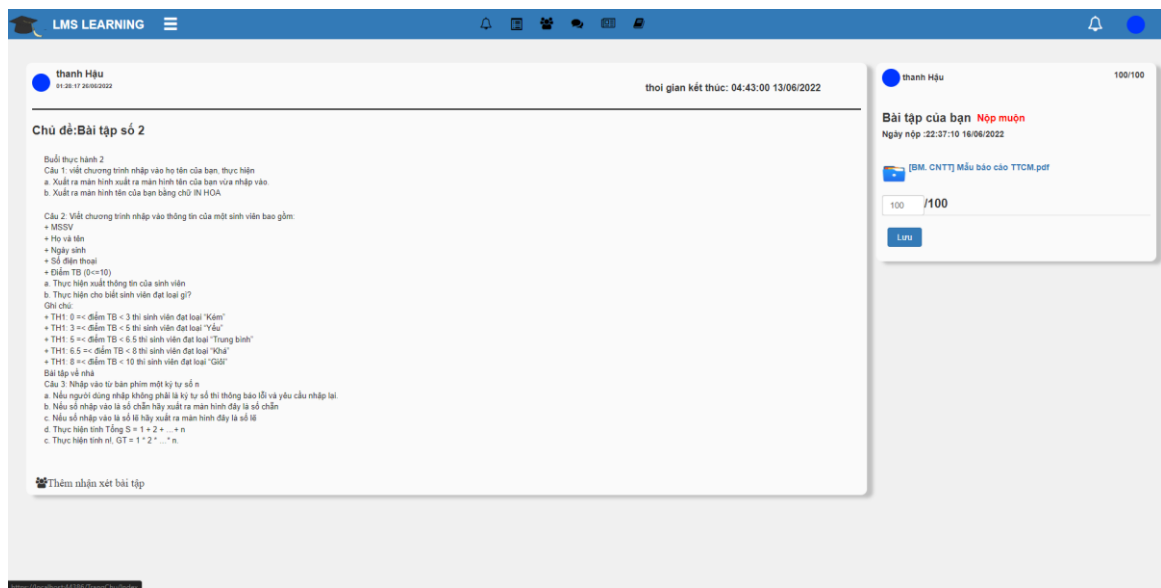 LMS LEARNING
thanh Hậu
01:28:17 26/06/2022
thoi gian kết thúc: 04:43:00 13/06/2022
Chủ đề:Bài tập số 2
Buổi thực hành 2
Câu 1: viết chương trình nhập vào họ tên của bạn, thực hiện
a. Xuất ra màn hình xuất ra màn hình tên của bạn vừa nhập vào.
b. Xuất ra màn hình tên của bạn bằng chữ IN HOA
Câu 2: Viết chương trình nhập vào thông tin của một sinh viên bao gồm:
+ MSSV
+ Họ và tên
+ Ngày sinh
+ Số điện thoại
+ Điểm TB (0<=10)
a. Thực hiện xuất thông tin của sinh viên
b. Thực hiện cho biết sinh viên đạt loại gì?
Ghi chú:
+ TH1: 0 =< điểm TB < 3 thì sinh viên đạt loại “Kém”
+ TH1: 3 =< điểm TB < 5 thì sinh viên đạt loại “Yếu”
+ TH1: 5 =< điểm TB < 6.5 thì sinh viên đạt loại “Trung bình”
+ TH1: 6.5 =< điểm TB < 8 thì sinh viên đạt loại “Khá”
+ TH1: 8 =< điểm TB < 10 thì sinh viên đạt loại “Giỏi”
Bài tập về nhà
Câu 3: Nhập vào từ bàn phím một ký tự số n
a. Nếu người dùng nhập không phải là ký tự số thì thông báo lỗi và yêu cầu nhập lại.
b. Nếu số nhập vào là số chẵn hãy xuất ra màn hình đây là số chẵn
c. Nếu số nhập vào là số lẽ hãy xuất ra màn hình đây là số lẽ
d. Thực hiện tính Tổng S = 1 + 2 + ... + n
c. Thực hiện tính n!, GT = 1 * 2 * ... * n.
Thêm nhận xét bài tập
thanh Hậu
100/100
Bài tập của bạn Nộp muộn
Ngày nộp :22:37:10 16/06/2022
[BM. CNTT] Mẫu báo cáo TTCM.pdf
100 /100
Lưu